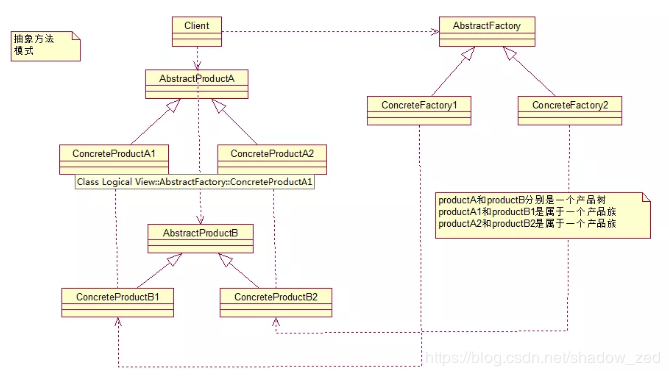 Client
AbstractFactory
抽象方法
模式
AbstractProductA
ConcreteFactory1
ConcreteFactory2
ConcreteProductA1
ConcreteProductA2
Class Logical View::AbstractFactory::ConcreteProductA1
productA和productB分别是一个产品树
productA1和productB1是属于一个产品族
productA2和productB2是属于一个产品族
AbstractProductB
ConcreteProductB1
ConcreteProductB2
https://blog.csdn.net/shadow_zed